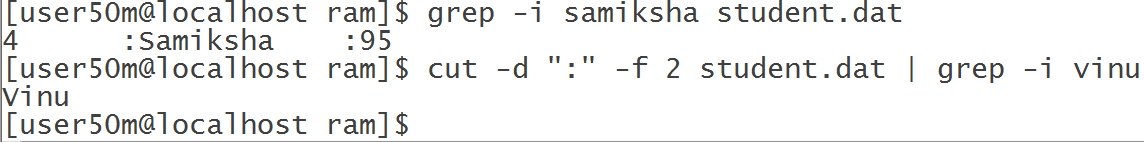 [user50m@localhost ram]$ grep -i samiksha student.dat
4      :Samiksha    :95
[user50m@localhost ram]$ cut -d ":" -f 2 student.dat | grep -i vinu
Vinu
[user50m@localhost ram]$